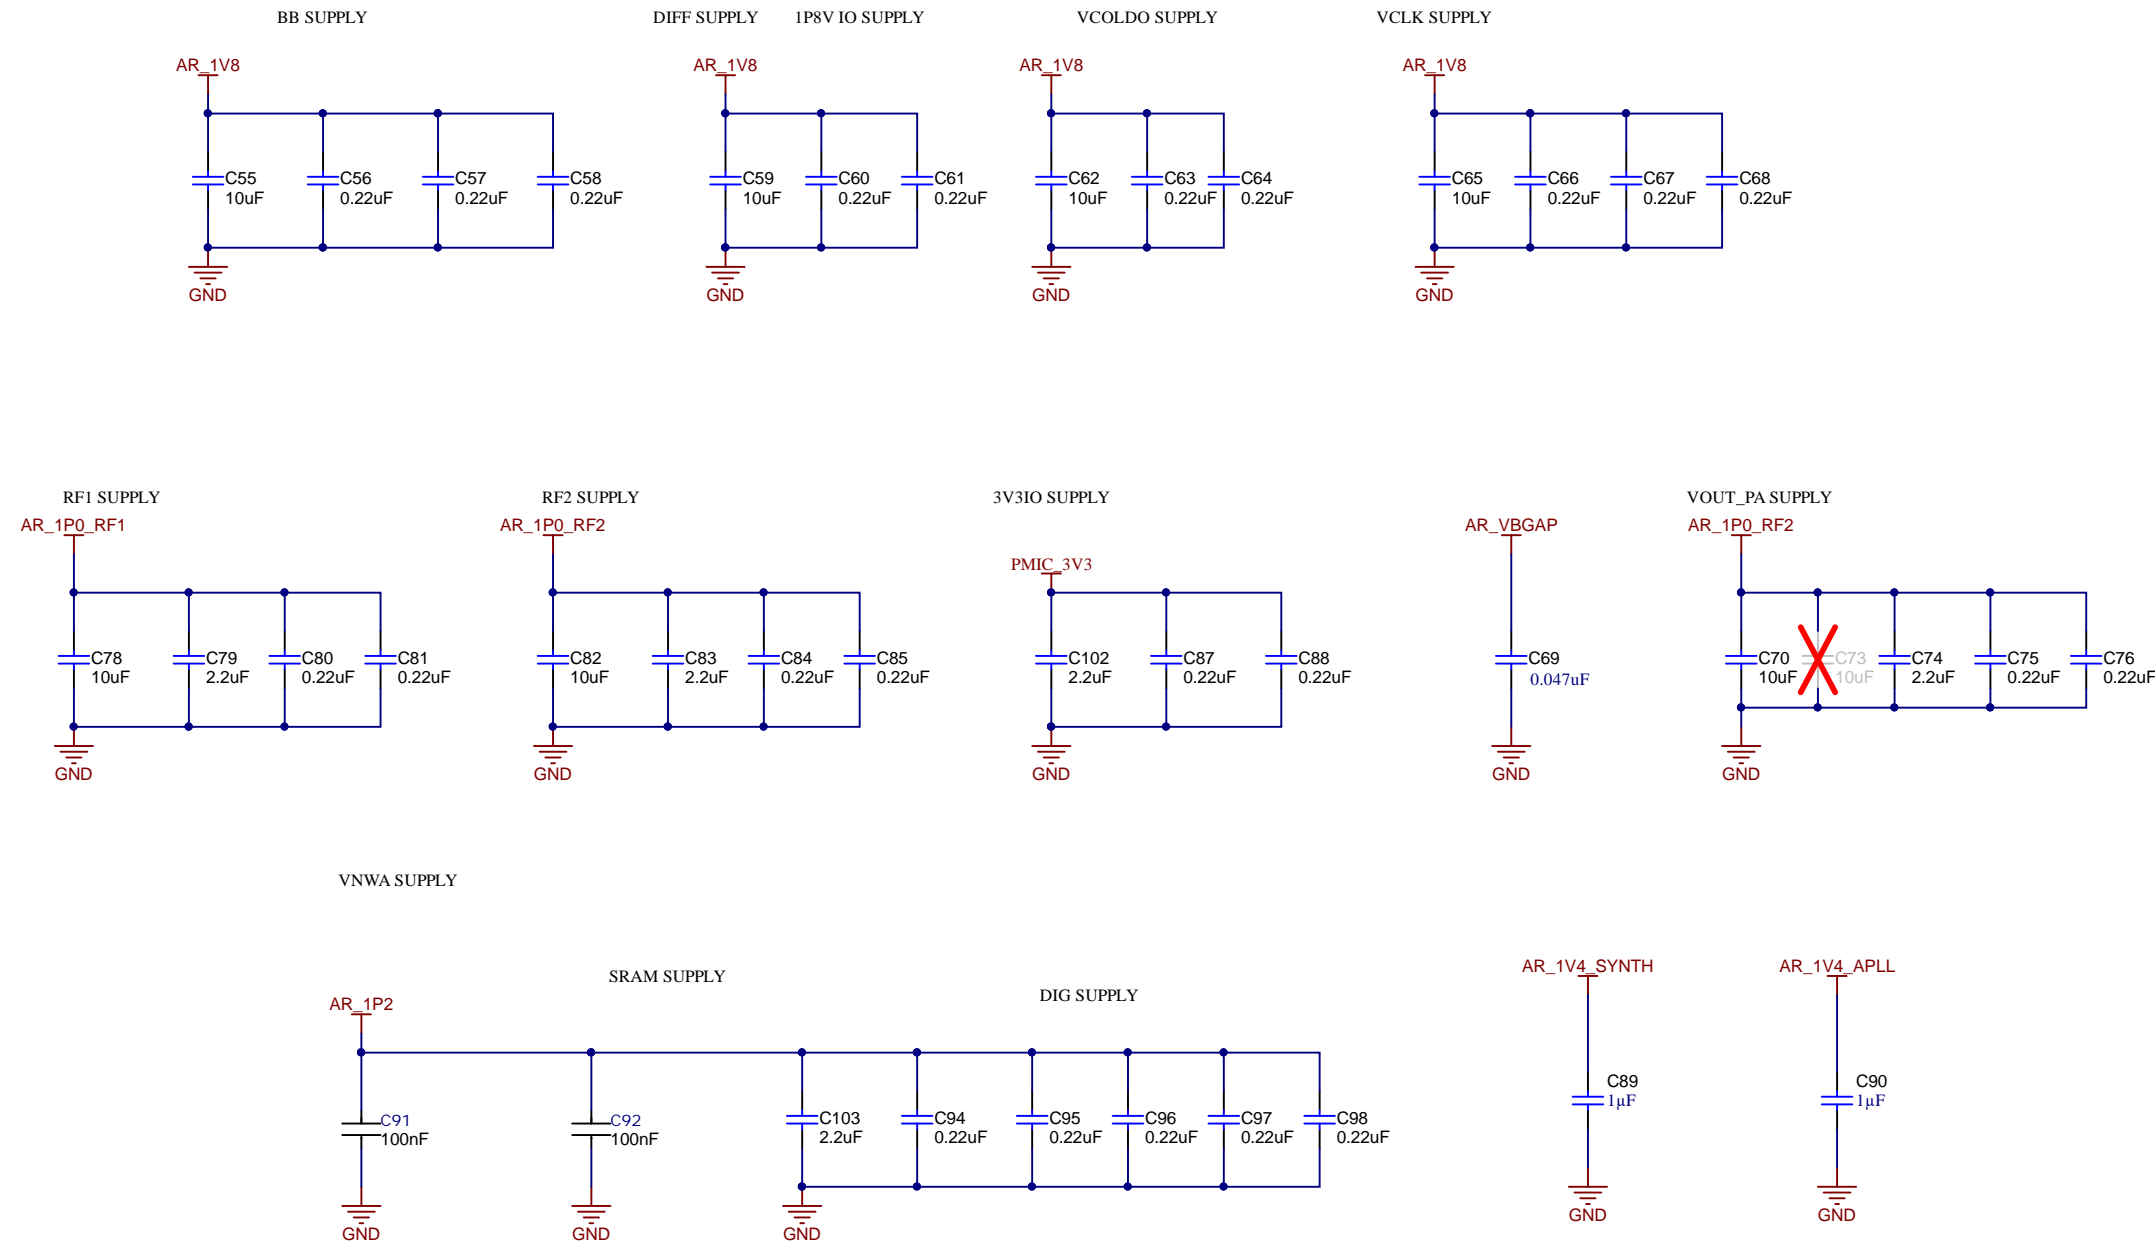 BB SUPPLY
DIFF SUPPLY
1P8V IO SUPPLY
VCOLDO SUPPLY
VCLK SUPPLY
AR_1V8
AR_1V8
AR_1V8
AR_1V8
C55
10uF
C56
0.22uF
C57
0.22uF
C58
0.22uF
C59
10uF
C60
0.22uF
C61
0.22uF
C62
10uF
C63
0.22uF
C64
0.22uF
C65
10uF
C66
0.22uF
C67
0.22uF
C68
0.22uF
GND
GND
GND
GND
RF1 SUPPLY
RF2 SUPPLY
3V3IO SUPPLY
VOUT_PA SUPPLY
AR_1P0_RF1
AR_1P0_RF2
PMIC_3V3
AR_VBGAP
AR_1P0_RF2
C78
10uF
C79
2.2uF
C80
0.22uF
C81
0.22uF
C82
10uF
C83
2.2uF
C84
0.22uF
C85
0.22uF
C102
2.2uF
C87
0.22uF
C88
0.22uF
C69
0.047uF
C70
10uF
C73
10uF
C74
2.2uF
C75
0.22uF
C76
0.22uF
GND
GND
GND
GND
GND
VNWA SUPPLY
SRAM SUPPLY
DIG SUPPLY
AR_1P2
AR_1V4_SYNTH
AR_1V4_APLL
C91
100nF
C92
100nF
C103
2.2uF
C94
0.22uF
C95
0.22uF
C96
0.22uF
C97
0.22uF
C98
0.22uF
C89
1µF
C90
1µF
GND
GND
GND
GND
GND